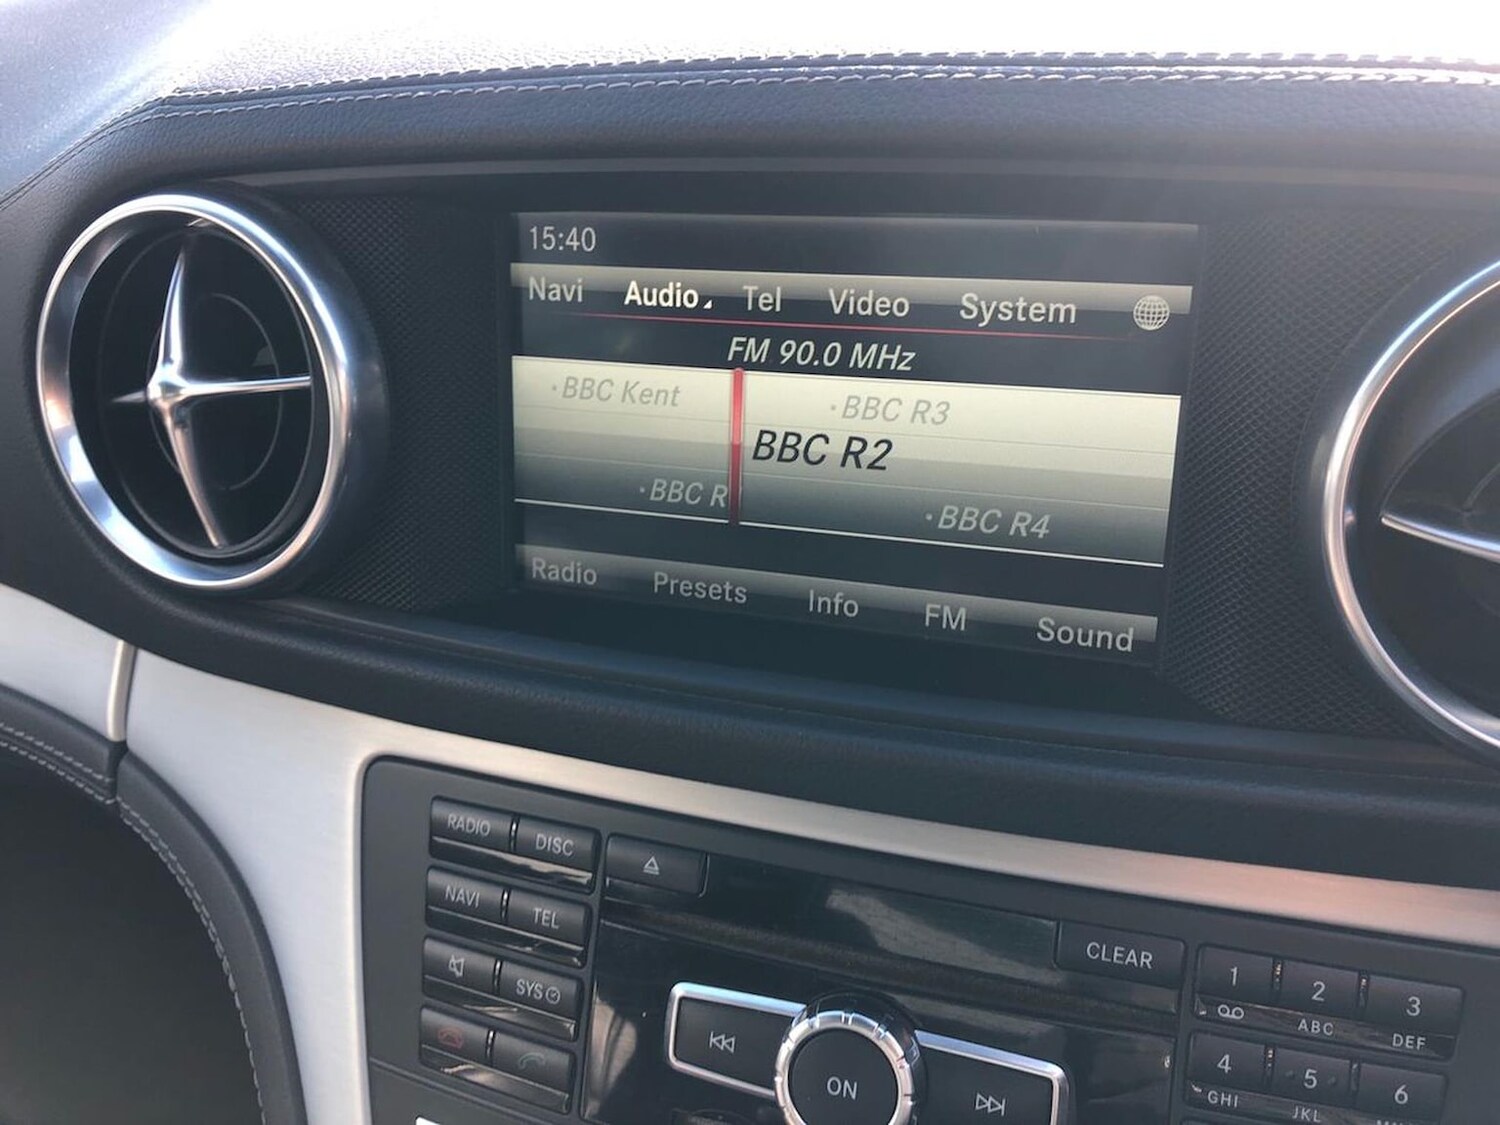 15:40
Navi Audio Tel Video System
FM 90.0 MHz
·BBC Kent ·BBC R3
BBC R2
·BBC R ·BBC R4
Radio Presets Info FM Sound
RADIO DISC
NAVI TEL
CLEAR
SYS
ON
1 2 3
ABC DEF
4 5 6
GHI JKL